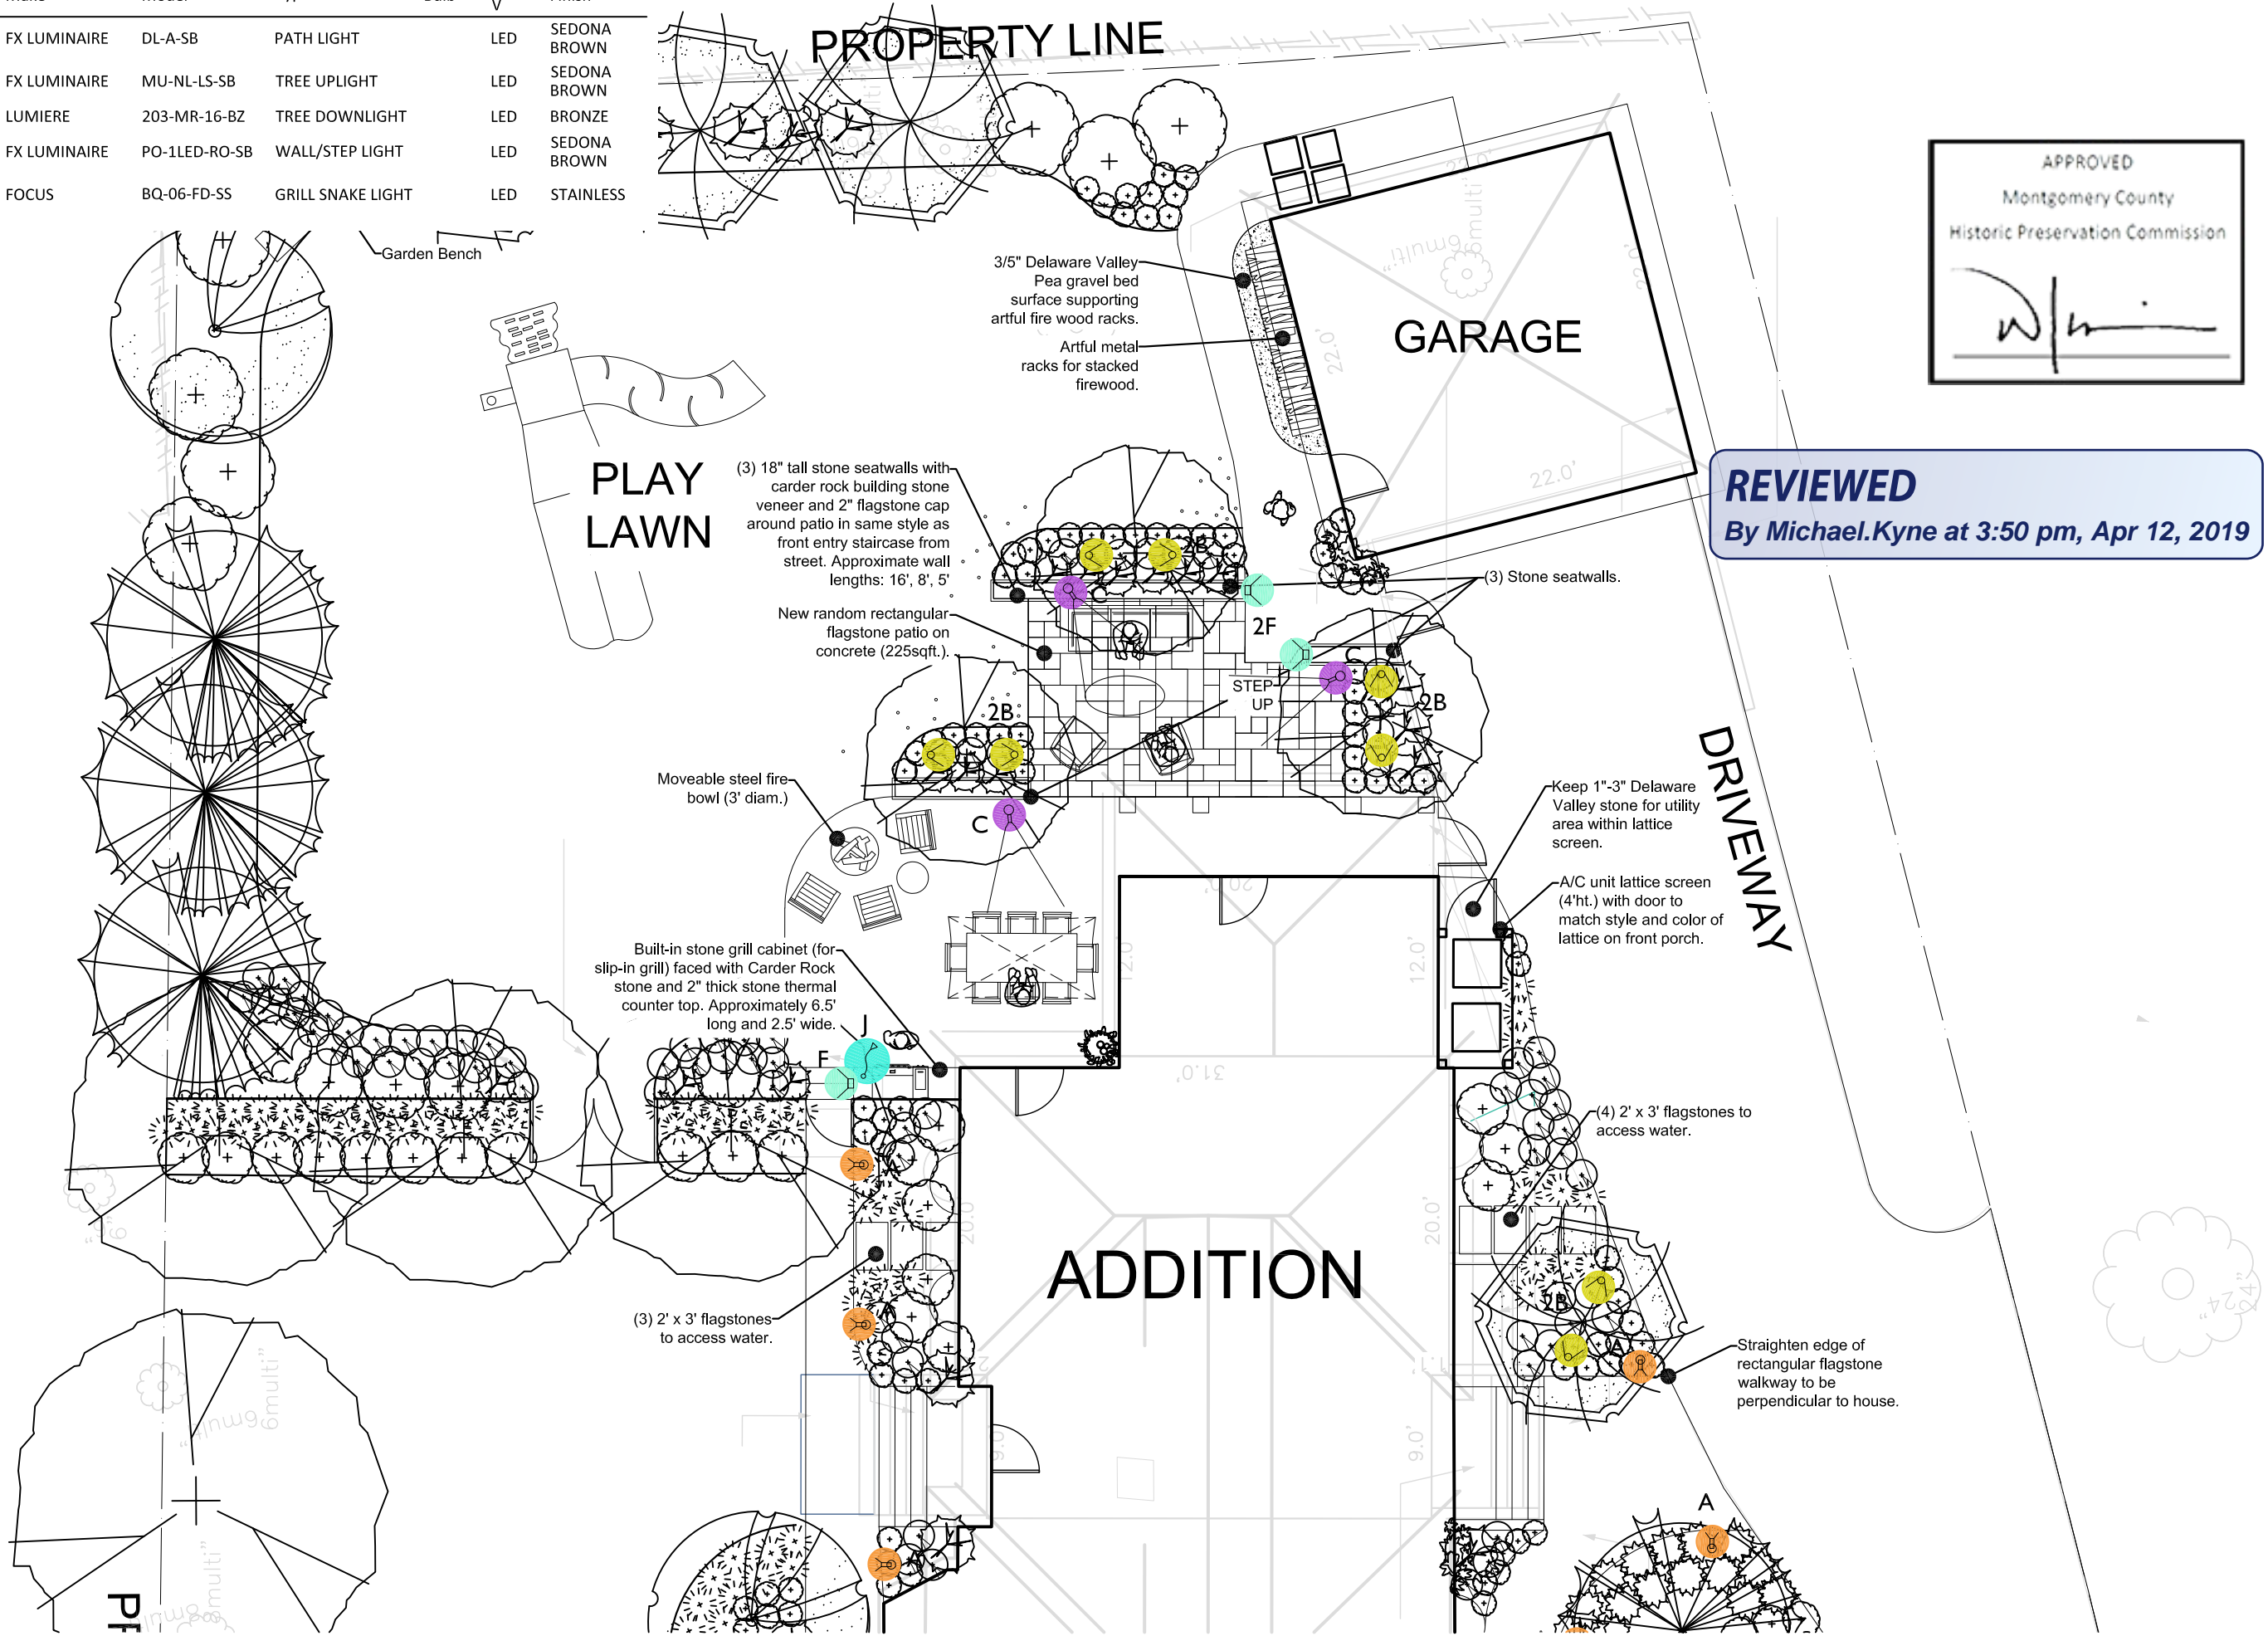 FX LUMINAIRE DL-A-SB PATH LIGHT LED SEDONA BROWN
FX LUMINAIRE MU-NL-LS-SB TREE UPLIGHT LED SEDONA BROWN
LUMIERE 203-MR-16-BZ TREE DOWNLIGHT LED BRONZE
FX LUMINAIRE PO-1LED-RO-SB WALL/STEP LIGHT LED SEDONA BROWN
FOCUS BQ-06-FD-SS GRILL SNAKE LIGHT LED STAINLESS
PROPERTY LINE
Garden Bench
APPROVED
Montgomery County
Historic Preservation Commission
REVIEWED
By Michael.Kyne at 3:50 pm, Apr 12, 2019
3/5" Delaware Valley
Pea gravel bed
surface supporting
artful fire wood racks.
Artful metal
racks for stacked
firewood.
GARAGE
22.0'
22.0'
22.0'
22.0'
6multi"
6multi"
PLAY
LAWN
(3) 18" tall stone seatwalls with
carder rock building stone
veneer and 2" flagstone cap
around patio in same style as
front entry staircase from
street. Approximate wall
lengths: 16', 8', 5'
New random rectangular
flagstone patio on
concrete (225sqft.).
(3) Stone seatwalls.
2B
C
2F
C
2B
STEP
UP
2B
C
Moveable steel fire
bowl (3' diam.)
DRIVEWAY
Keep 1"-3" Delaware
Valley stone for utility
area within lattice
screen.
A/C unit lattice screen
(4'ht.) with door to
match style and color of
lattice on front porch.
Built-in stone grill cabinet (for
slip-in grill) faced with Carder Rock
stone and 2" thick stone thermal
counter top. Approximately 6.5'
long and 2.5' wide.
J
F
20.0'
12.0'
12.0'
31.0'
(4) 2' x 3' flagstones to
access water.
A
20.0'
20.0'
ADDITION
(3) 2' x 3' flagstones
to access water.
A
2B
A
Straighten edge of
rectangular flagstone
walkway to be
perpendicular to house.
24"
9.0'
9.0'
6multi"
6multi"
6multi"
A
A